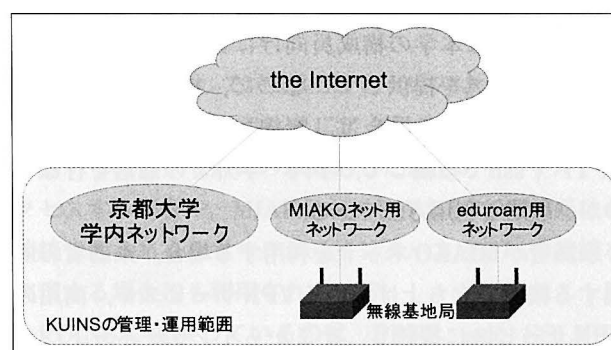 the Internet
京都大学
学内ネットワーク
MIAKOネット用
ネットワーク
eduroam用
ネットワーク
無線基地局
KUINSの管理・運用範囲